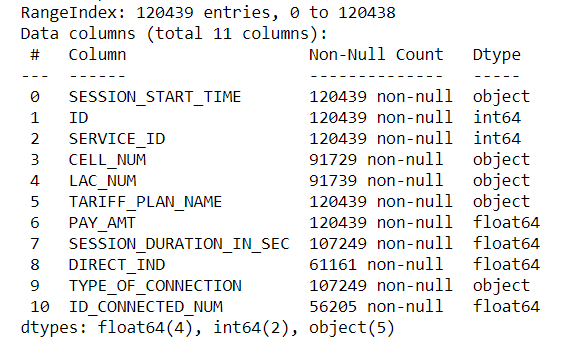 RangeIndex: 120439 entries, 0 to 120438
Data columns (total 11 columns):
 #   Column                   Non-Null Count   Dtype
---  ------                   --------------   -----
 0   SESSION_START_TIME       120439 non-null  object
 1   ID                       120439 non-null  int64
 2   SERVICE_ID               120439 non-null  int64
 3   CELL_NUM                 91729 non-null   object
 4   LAC_NUM                  91739 non-null   object
 5   TARIFF_PLAN_NAME         120439 non-null  object
 6   PAY_AMT                  120439 non-null  float64
 7   SESSION_DURATION_IN_SEC  107249 non-null  float64
 8   DIRECT_IND               61161 non-null   float64
 9   TYPE_OF_CONNECTION       107249 non-null  object
 10  ID_CONNECTED_NUM         56205 non-null   float64
dtypes: float64(4), int64(2), object(5)